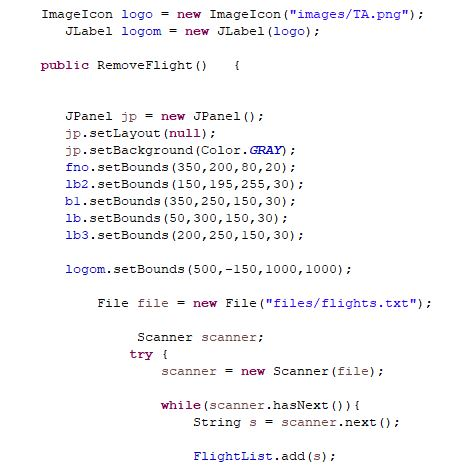 ImageIcon logo = new ImageIcon("images/TA.png");
JLabel logom = new JLabel(logo);
public RemoveFlight() {
JPanel jp = new JPanel();
jp.setLayout(null);
jp.setBackground(Color.GRAY);
fno.setBounds(350,200,80,20);
lb2.setBounds(150,195,255,30);
b1.setBounds(350,250,150,30);
lb.setBounds(50,300,150,30);
lb3.setBounds(200,250,150,30);
logom.setBounds(500,-150,1000,1000);
File file = new File("files/flights.txt");
Scanner scanner;
try {
scanner = new Scanner(file);
while(scanner.hasNext()){
String s = scanner.next();
FlightList.add(s);